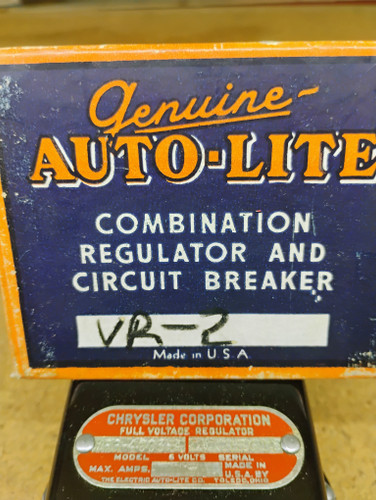 Genuine-
AUTO-LITE
COMBINATION
REGULATOR AND
CIRCUIT BREAKER
VR-2
Made in U S A
CHRYSLER CORPORATION
FULL VOLTAGE REGULATOR
MODEL 6 VOLTS SERIAL
MAX. AMPS. MADE IN
U.S.A. BY
THE ELECTRIC AUTO-LITE CO. TOLEDO, OHIO